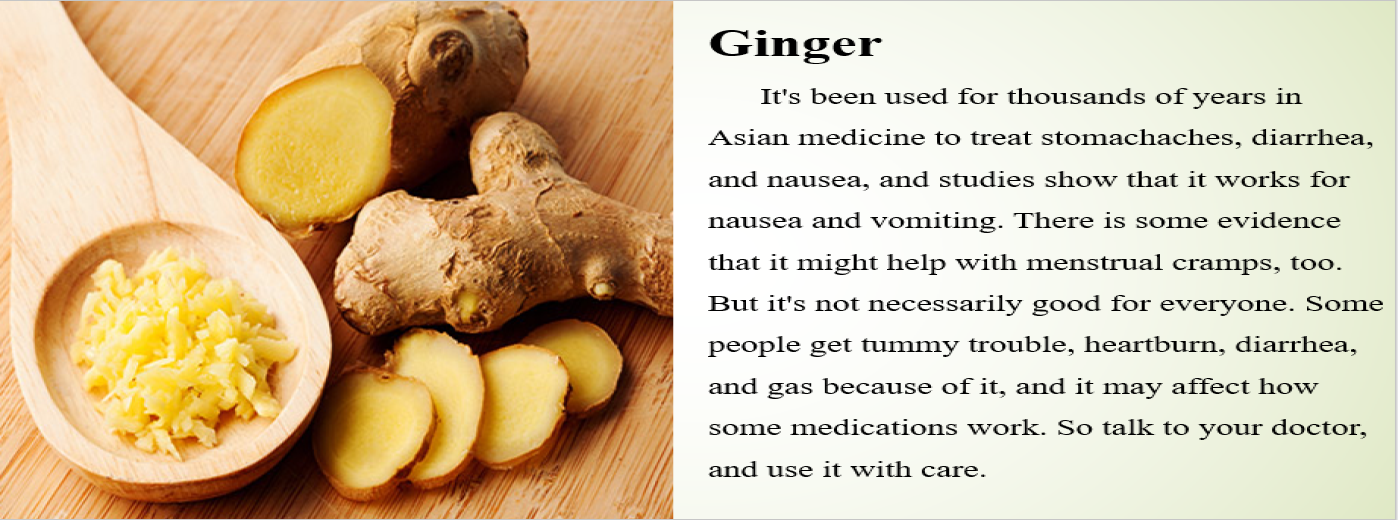 Ginger
It's been used for thousands of years in
Asian medicine to treat stomachaches, diarrhea,
and nausea, and studies show that it works for
nausea and vomiting. There is some evidence
that it might help with menstrual cramps, too.
But it's not necessarily good for everyone. Some
people get tummy trouble, heartburn, diarrhea,
and gas because of it, and it may affect how
some medications work. So talk to your doctor,
and use it with care.